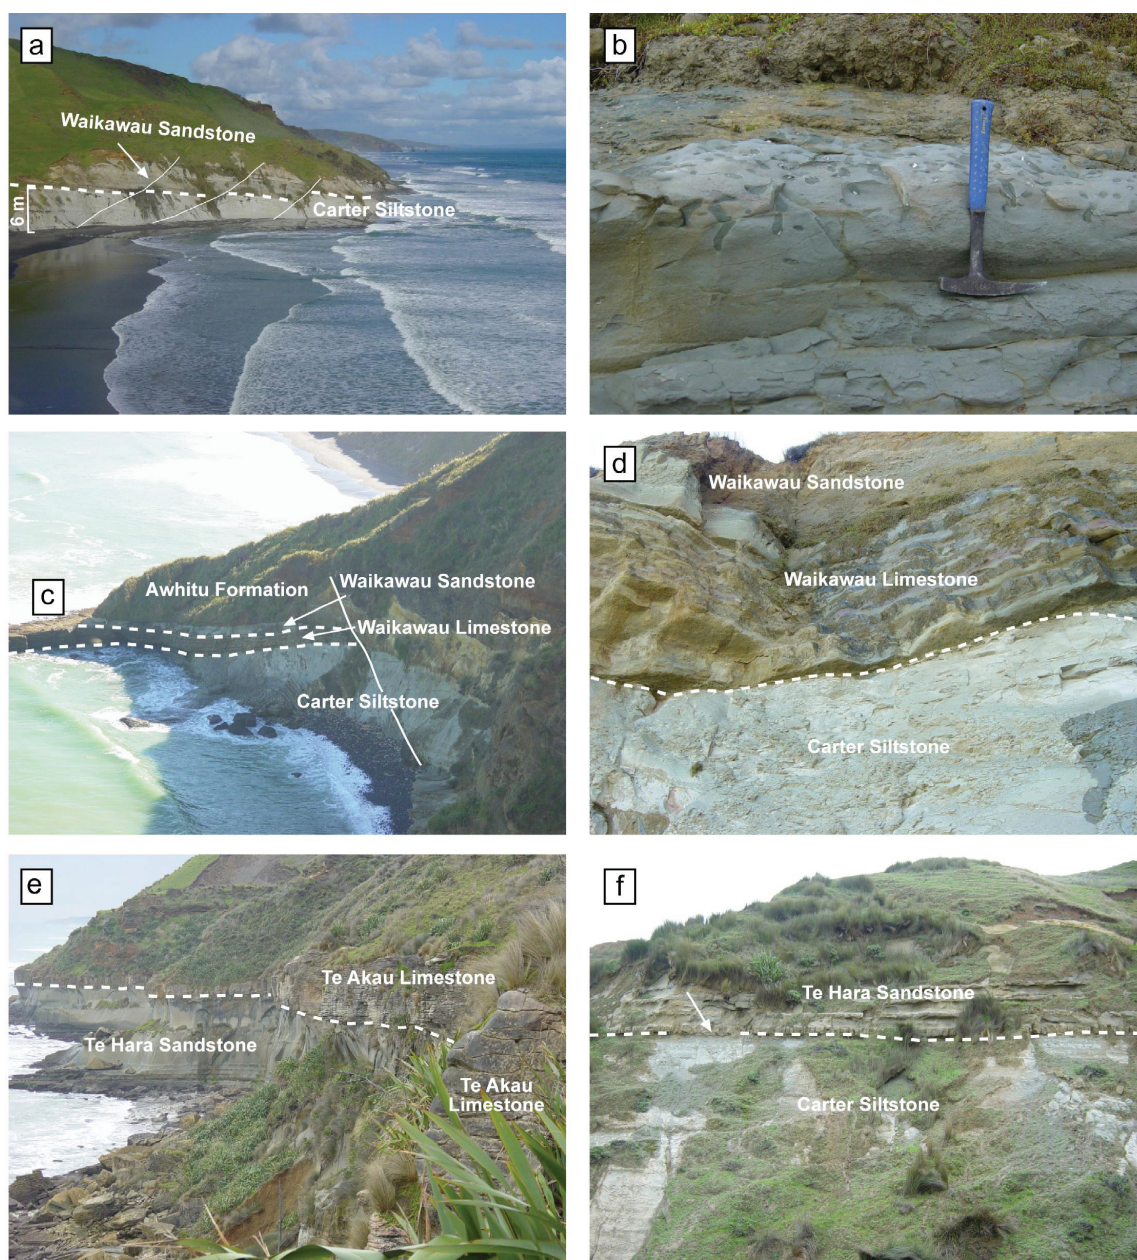 a
Waikawau Sandstone
6 m
Carter Siltstone
b
c
Awhitu Formation
Waikawau Sandstone
Waikawau Limestone
Carter Siltstone
d
Waikawau Sandstone
Waikawau Limestone
Carter Siltstone
e
Te Akau Limestone
Te Hara Sandstone
Te Akau
Limestone
f
Te Hara Sandstone
Carter Siltstone